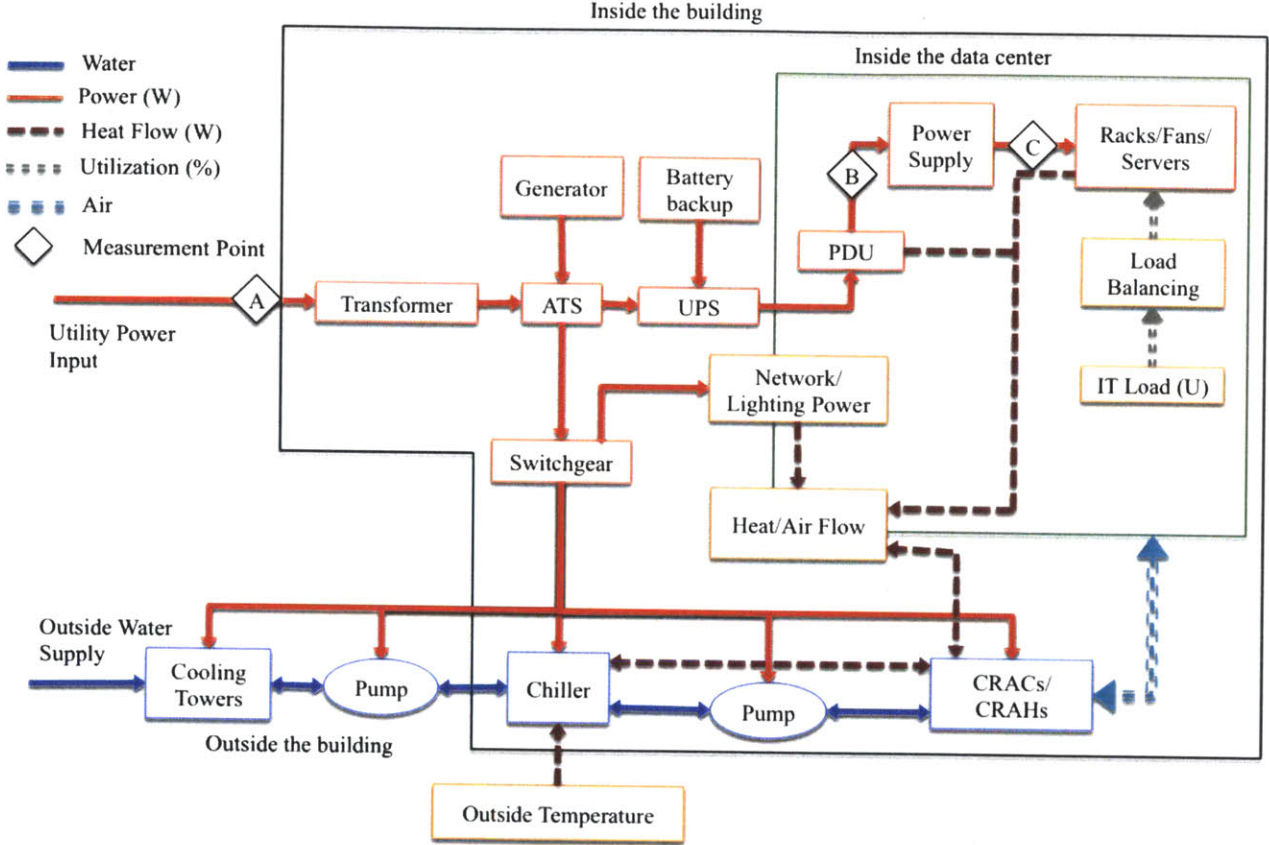 Inside the building
Inside the data center
Water
Power (W)
Heat Flow (W)
Utilization (%)
Air
Measurement Point
A
Utility Power
Input
Transformer
Generator
ATS
Battery
backup
UPS
PDU
B
Power
Supply
C
Racks/Fans/
Servers
Load
Balancing
IT Load (U)
Network/
Lighting Power
Switchgear
Heat/Air Flow
Outside Water
Supply
Cooling
Towers
Pump
Chiller
Pump
CRACs/
CRAHs
Outside the building
Outside Temperature